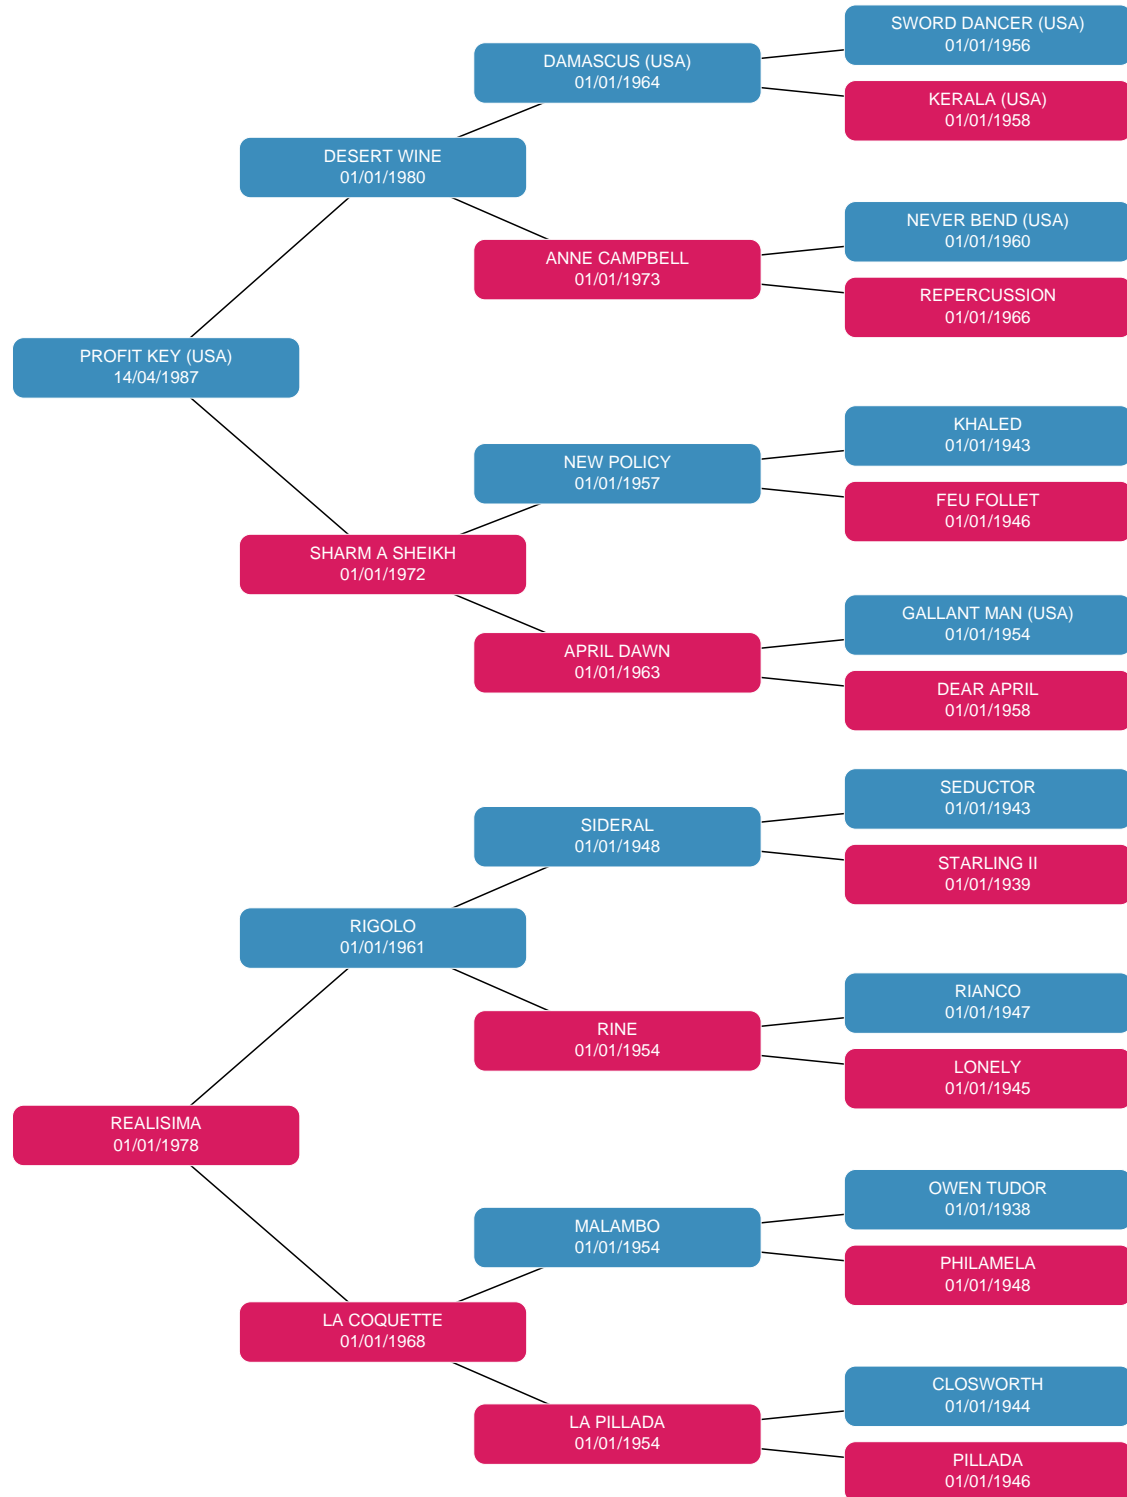 SWORD DANCER (USA)
01/01/1956
DAMASCUS (USA)
01/01/1964
KERALA (USA)
01/01/1958
DESERT WINE
01/01/1980
NEVER BEND (USA)
01/01/1960
ANNE CAMPBELL
01/01/1973
REPERCUSSION
01/01/1966
PROFIT KEY (USA)
14/04/1987
KHALED
01/01/1943
NEW POLICY
01/01/1957
FEU FOLLET
01/01/1946
SHARM A SHEIKH
01/01/1972
GALLANT MAN (USA)
01/01/1954
APRIL DAWN
01/01/1963
DEAR APRIL
01/01/1958
SEDUCTOR
01/01/1943
SIDERAL
01/01/1948
STARLING II
01/01/1939
RIGOLO
01/01/1961
RIANCO
01/01/1947
RINE
01/01/1954
LONELY
01/01/1945
REALISIMA
01/01/1978
OWEN TUDOR
01/01/1938
MALAMBO
01/01/1954
PHILAMELA
01/01/1948
LA COQUETTE
01/01/1968
CLOSWORTH
01/01/1944
LA PILLADA
01/01/1954
PILLADA
01/01/1946